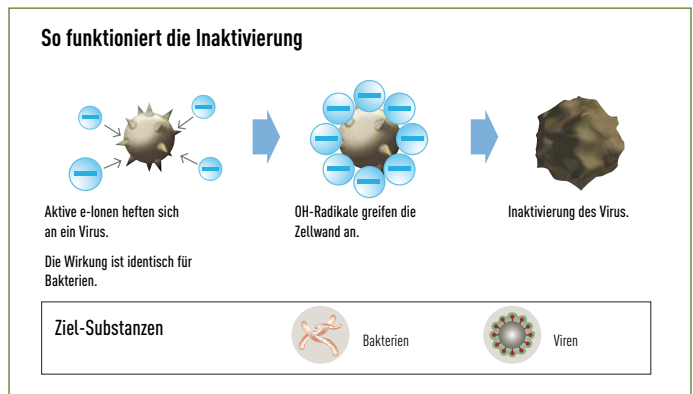 So funktioniert die Inaktivierung
Aktive e-Ionen heften sich
an ein Virus.
Die Wirkung ist identisch für
Bakterien.
OH-Radikale greifen die
Zellwand an.
Inaktivierung des Virus.
Ziel-Substanzen
Bakterien
Viren